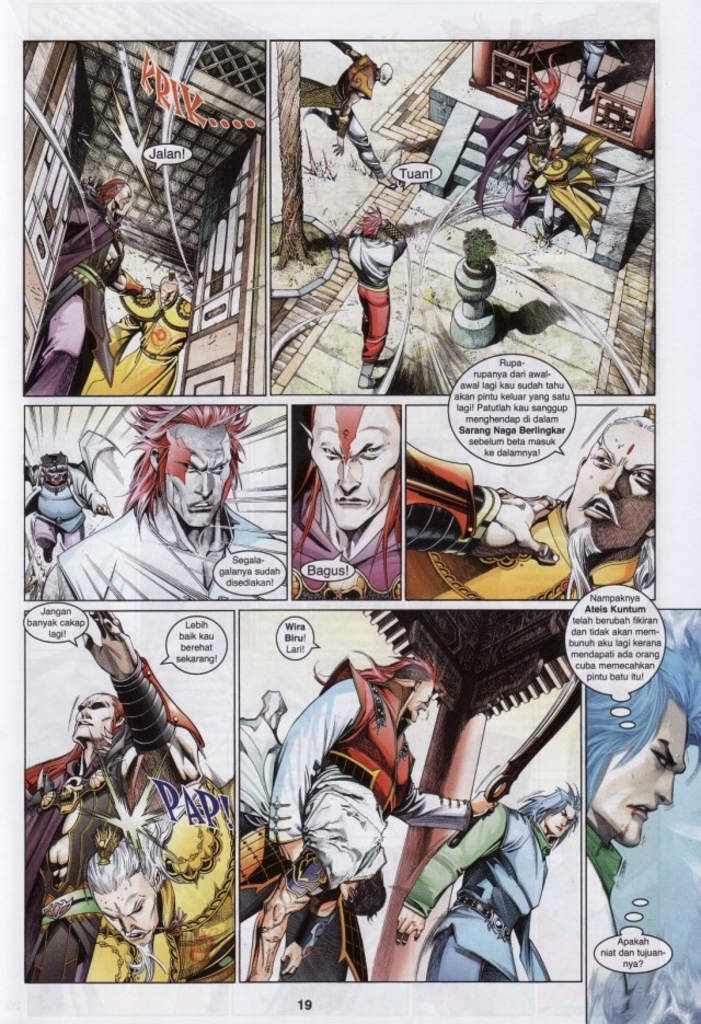 KRIK....
Jalan!
Tuan!
Rupa-
rupanya dari awal-
awal lagi kau sudah tahu
akan pintu keluar yang satu
lagi! Patutlah kau sanggup
menghendap di dalam
Sarang Naga Berlingkar
sebelum beta masuk
ke dalamnya!
Segala-
galanya sudah
disediakan!
Bagus!
Jangan
banyak cakap
lagi!
Lebih
baik kau
berehat
sekarang!
PAP!
Wira
Biru!
Lari!
Nampaknya
Ateis Kuntum
telah berubah fikiran
dan tidak akan mem-
bunuh aku lagi kerana
mendapati ada orang
cuba memecahkan
pintu batu itu!
Apakah
niat dan tujuan-
nya?
19